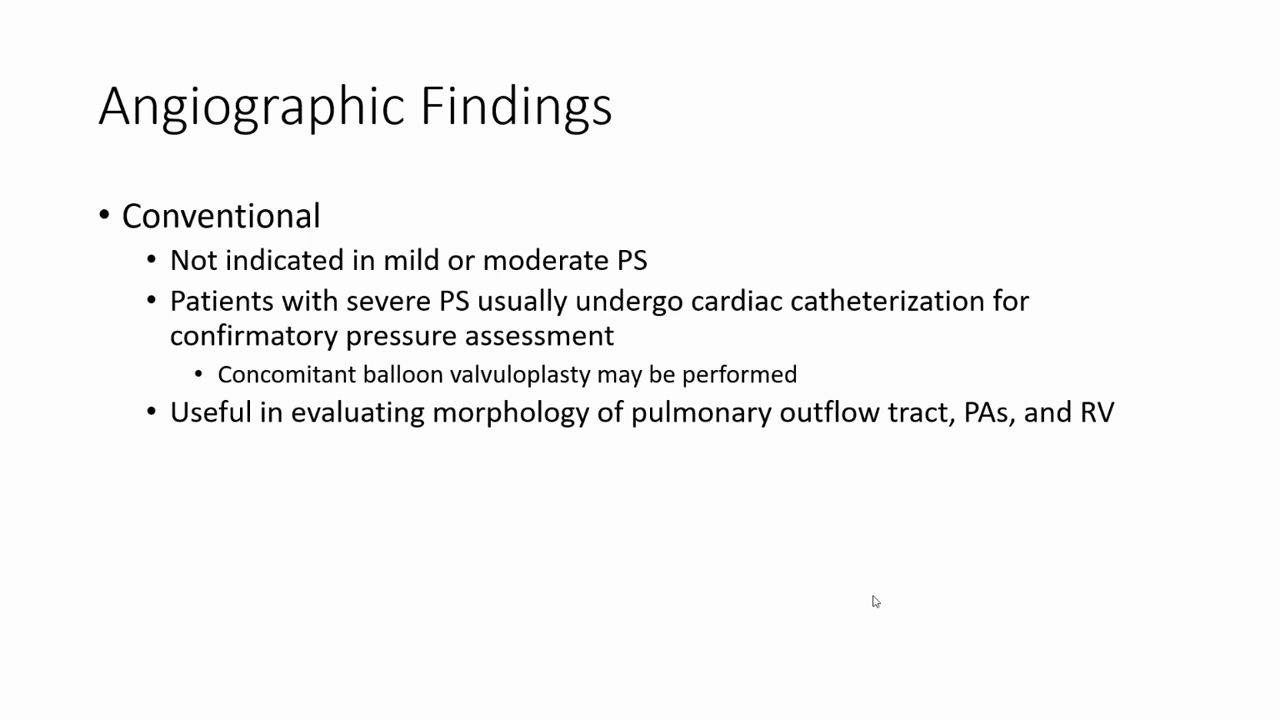 Angiographic Findings
• Conventional
• Not indicated in mild or moderate PS
• Patients with severe PS usually undergo cardiac catheterization for
confirmatory pressure assessment
• Concomitant balloon valvuloplasty may be performed
• Useful in evaluating morphology of pulmonary outflow tract, PAs, and RV